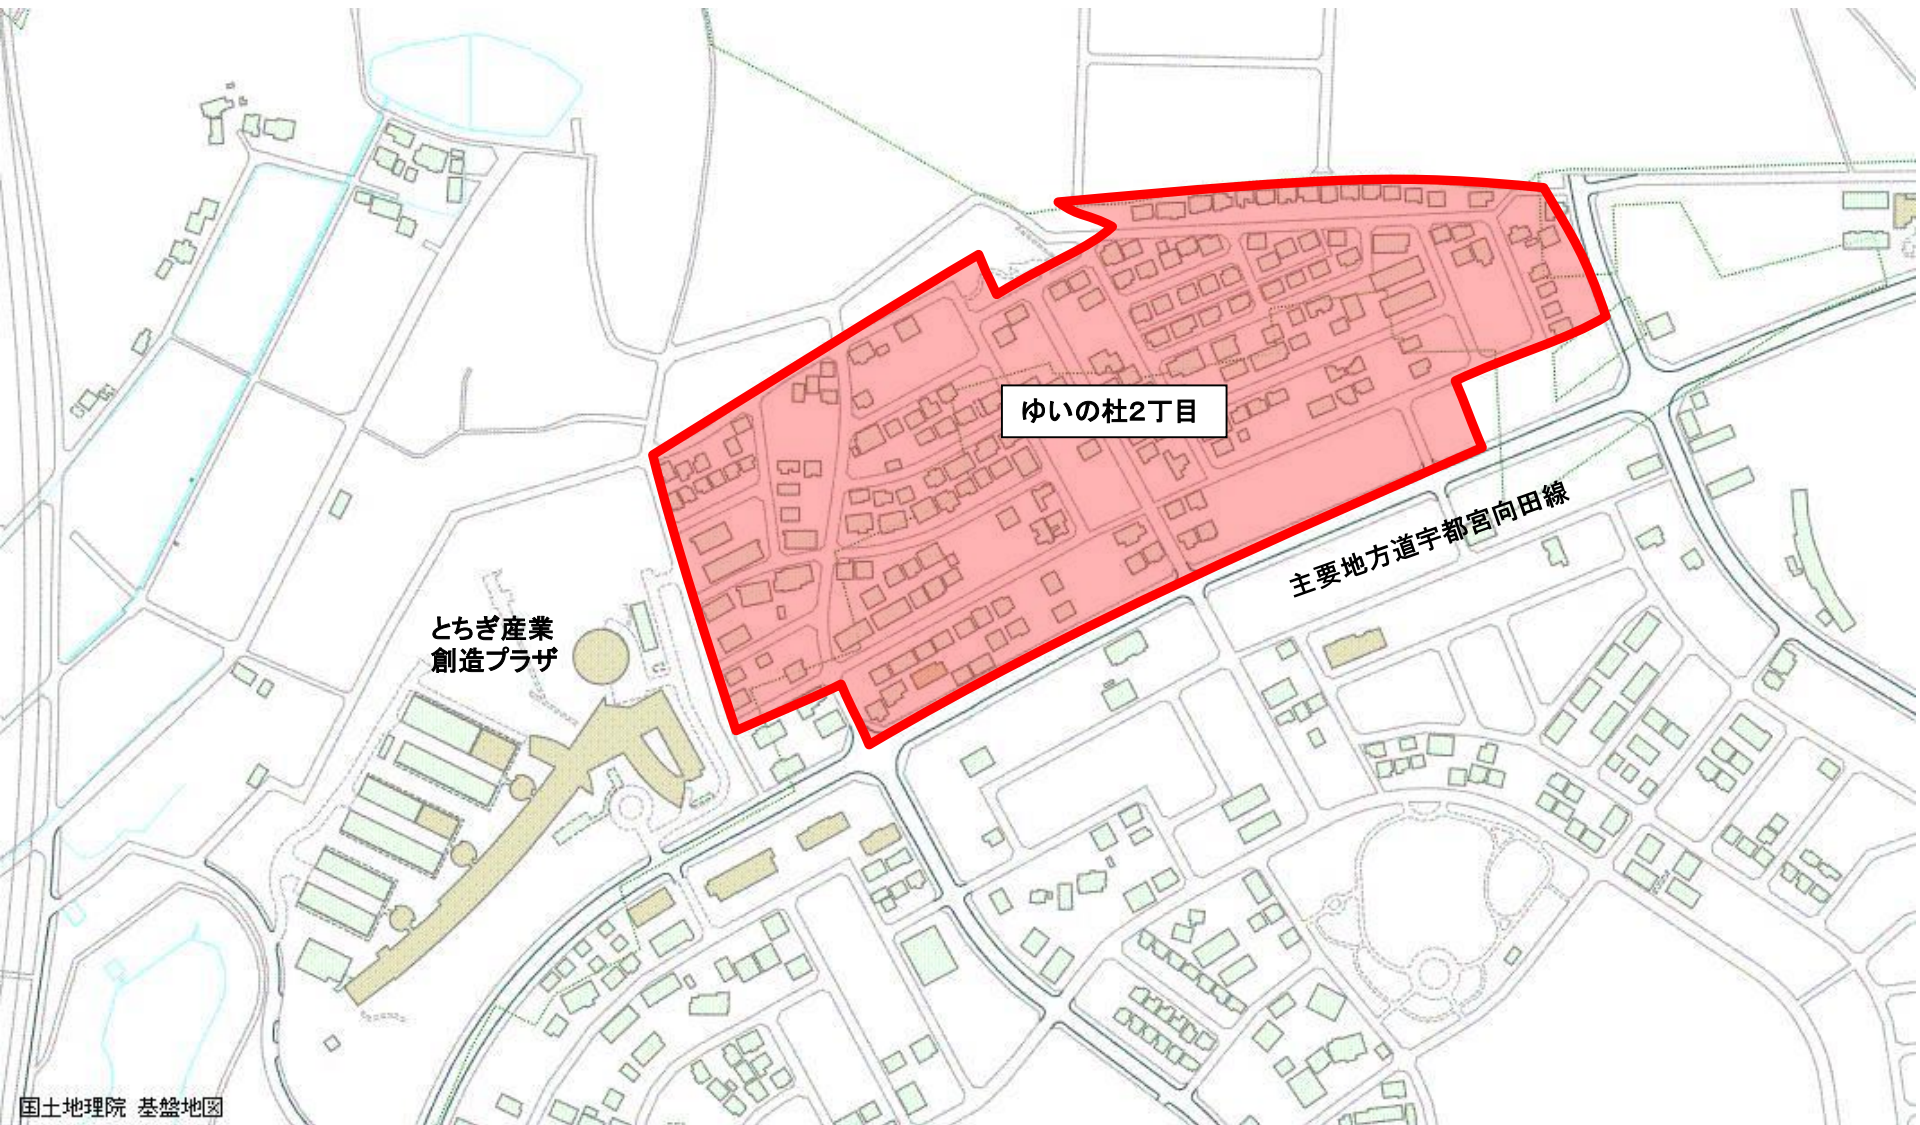 ゆいの杜2丁目
主要地方道宇都宮向田線
とちぎ産業
創造プラザ
国土地理院 基盤地図